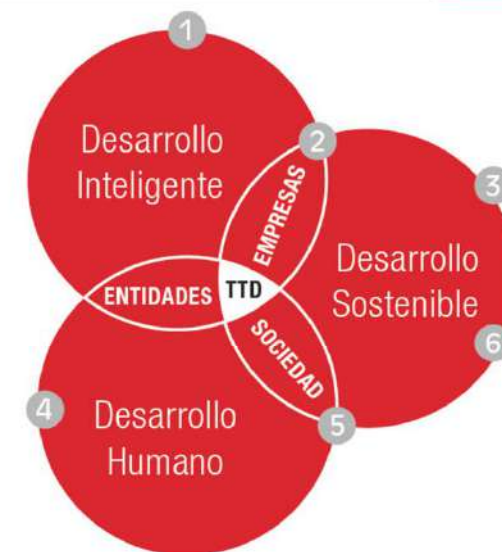 1
2
Desarrollo
Inteligente
EMPRESAS
3
Desarrollo
Sostenible
ENTIDADES
TTD
SOCIEDAD
6
4
Desarrollo
Humano
5